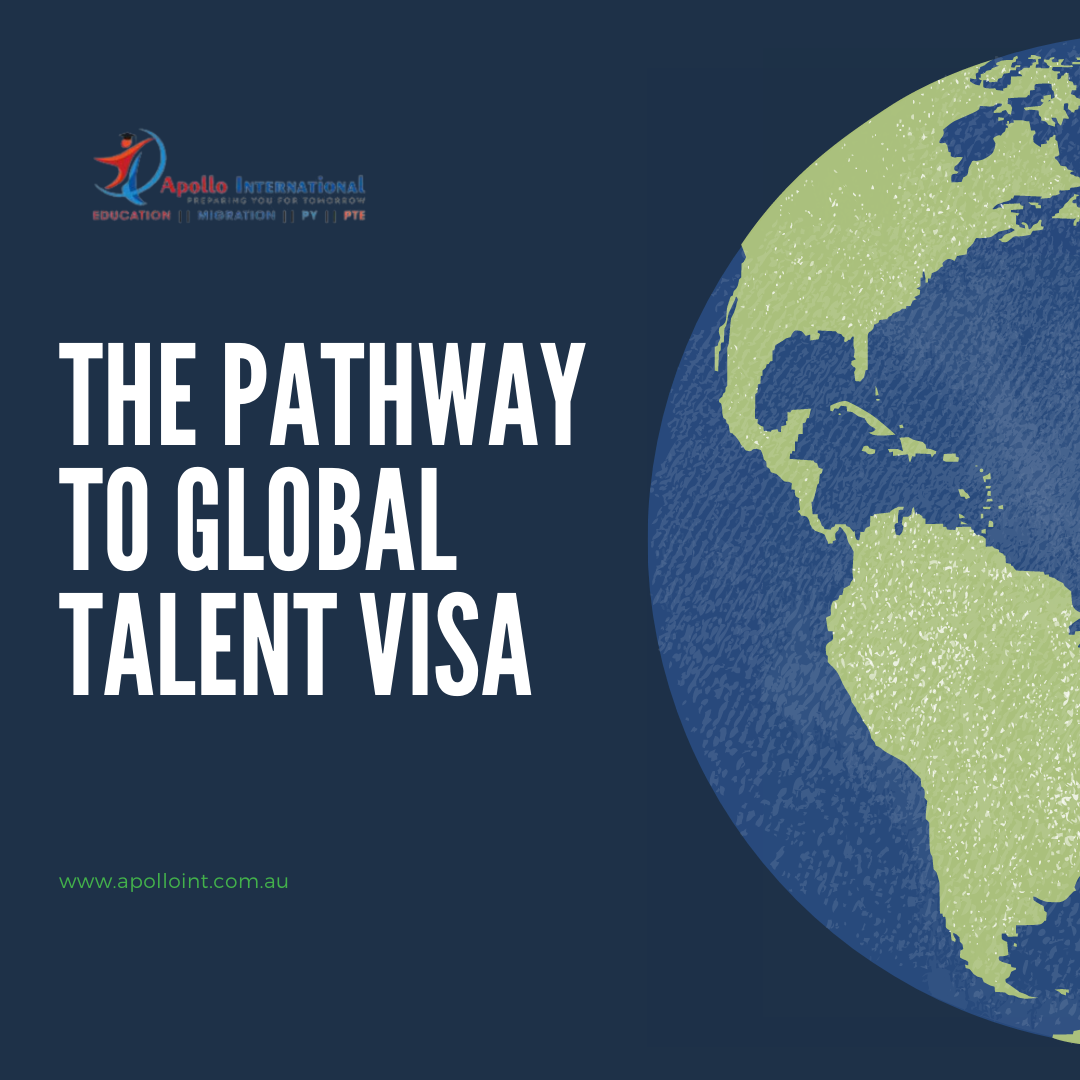 Apollo International
PREPARING YOU FOR TOMORROW
EDUCATION || MIGRATION || PY || PTE
THE PATHWAY
TO GLOBAL
TALENT VISA
www.apolloint.com.au